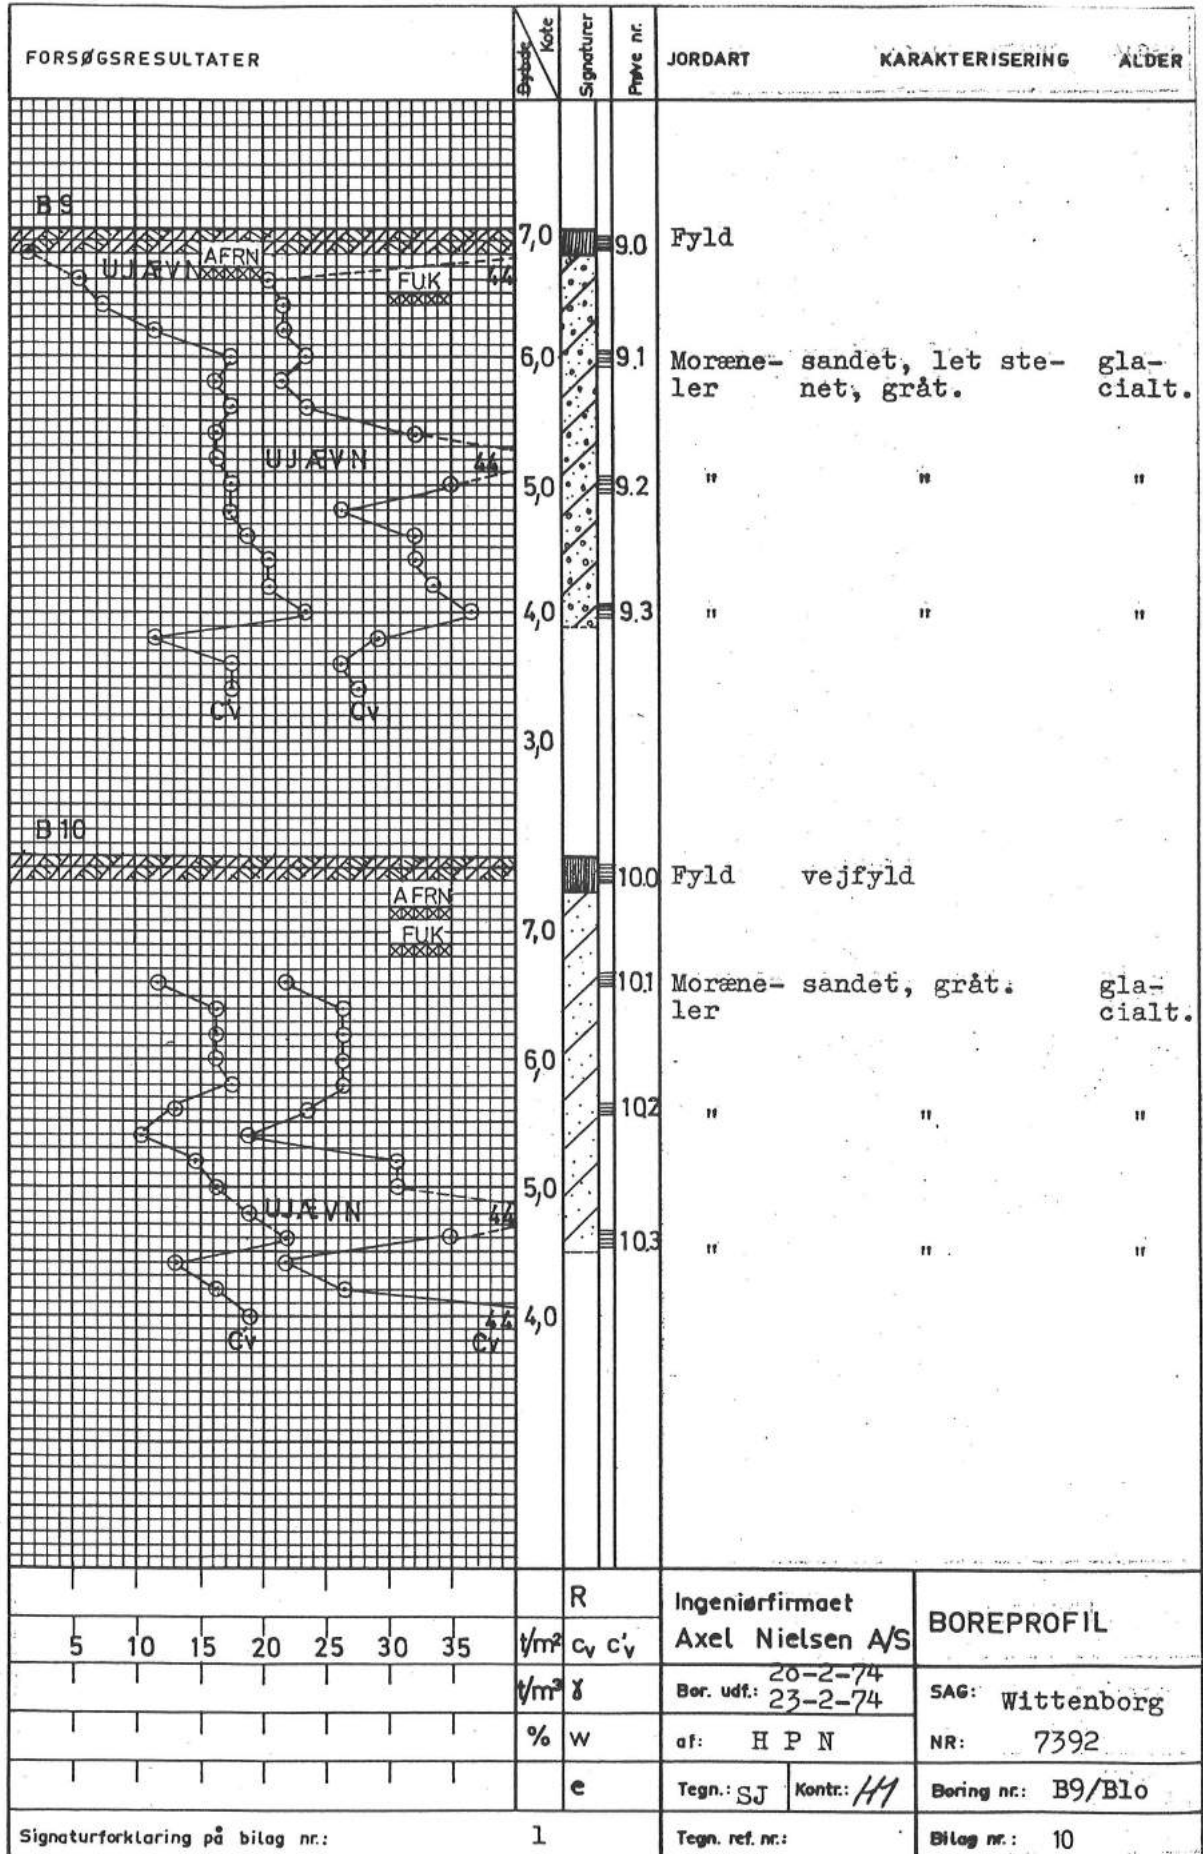 FORSØGSRESULTATER
Dybde Kote
Signaturer
Prøve nr.
JORDART KARAKTERISERING ALDER
B 9
7,0 9.0 Fyld
AFRN
UJÆVN
44
FUK
6,0 9.1 Moræne- sandet, let ste- gla-
ler net, gråt. cialt.
UJÆVN 44
5,0 9.2 " " "
4,0 9.3 " " "
C'v Cv
3,0
B 10
10.0 Fyld vejfyld
AFRN
7,0
FUK
10.1 Moræne- sandet, gråt. gla-
ler cialt.
6,0
10.2 " " "
5,0
UJÆVN 44
10.3 " " "
4,0
44
C'v Cv
R
5 10 15 20 25 30 35 t/m² cv c'v
t/m³ γ
% w
e
Ingeniørfirmaet
Axel Nielsen A/S
BOREPROFIL
Bor. udf.: 20-2-74
23-2-74
SAG: Wittenborg
af: H P N
NR: 7392
Tegn.: SJ Kontr.:
Boring nr.: B9/B10
Signaturforklaring på bilag nr.: 1
Tegn. ref. nr.:
Bilag nr.: 10